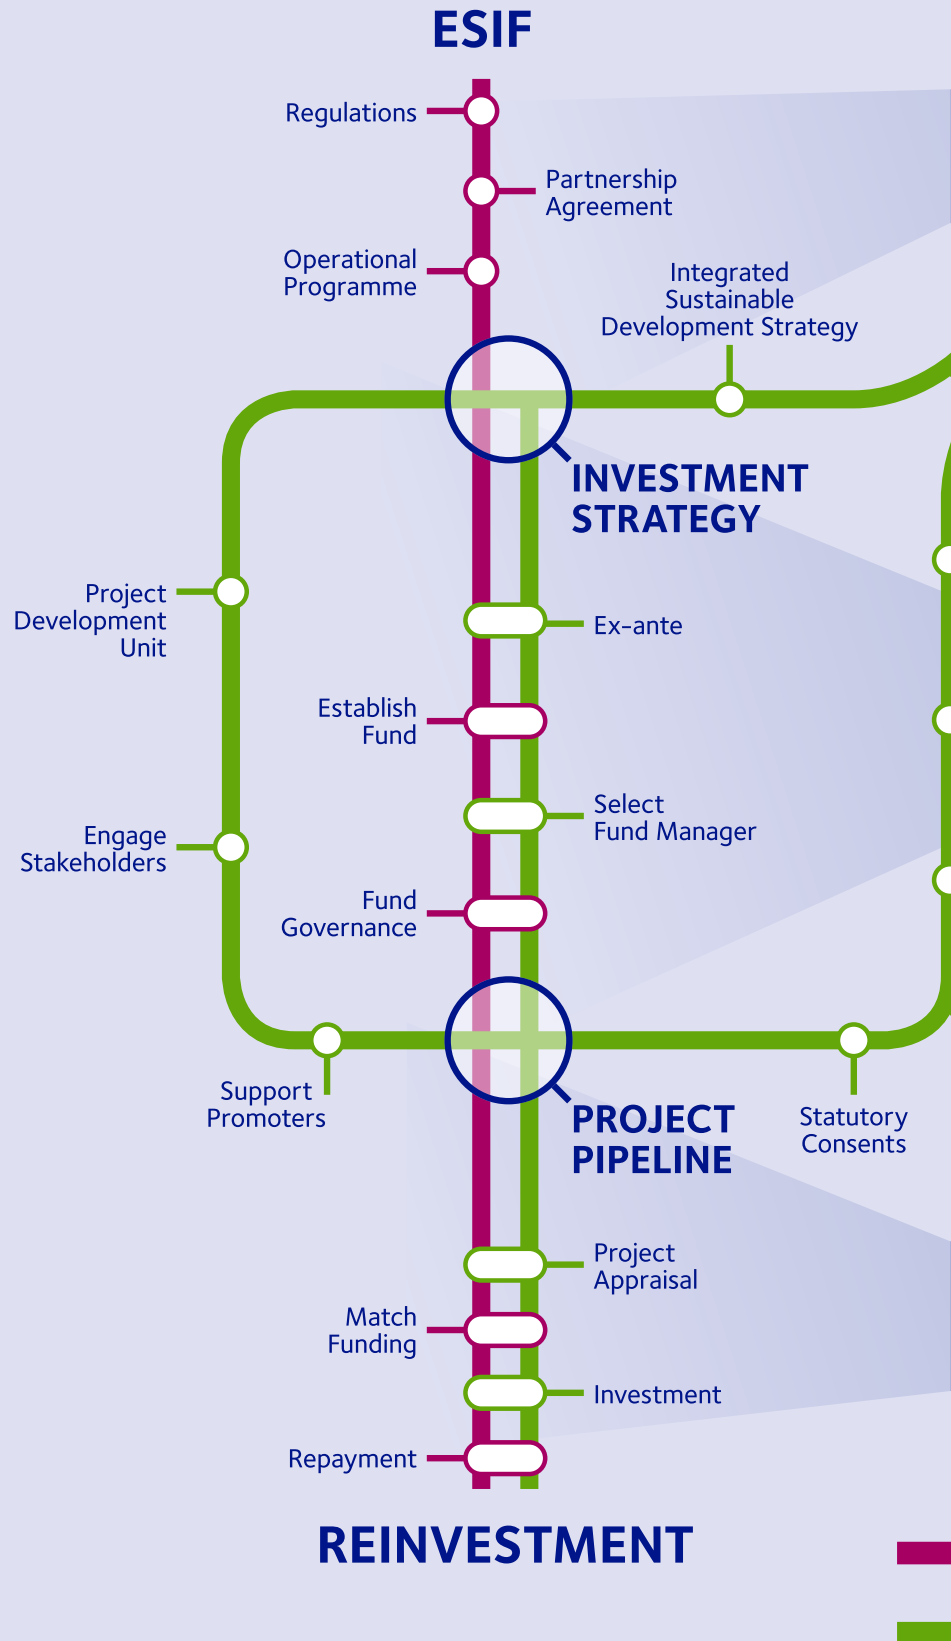 ESIF
Regulations
Partnership
Agreement
Operational
Programme
Integrated
Sustainable
Development Strategy
INVESTMENT
STRATEGY
Project
Development
Unit
Ex-ante
Establish
Fund
Select
Fund Manager
Engage
Stakeholders
Fund
Governance
Support
Promoters
PROJECT
PIPELINE
Statutory
Consents
Project
Appraisal
Match
Funding
Investment
Repayment
REINVESTMENT